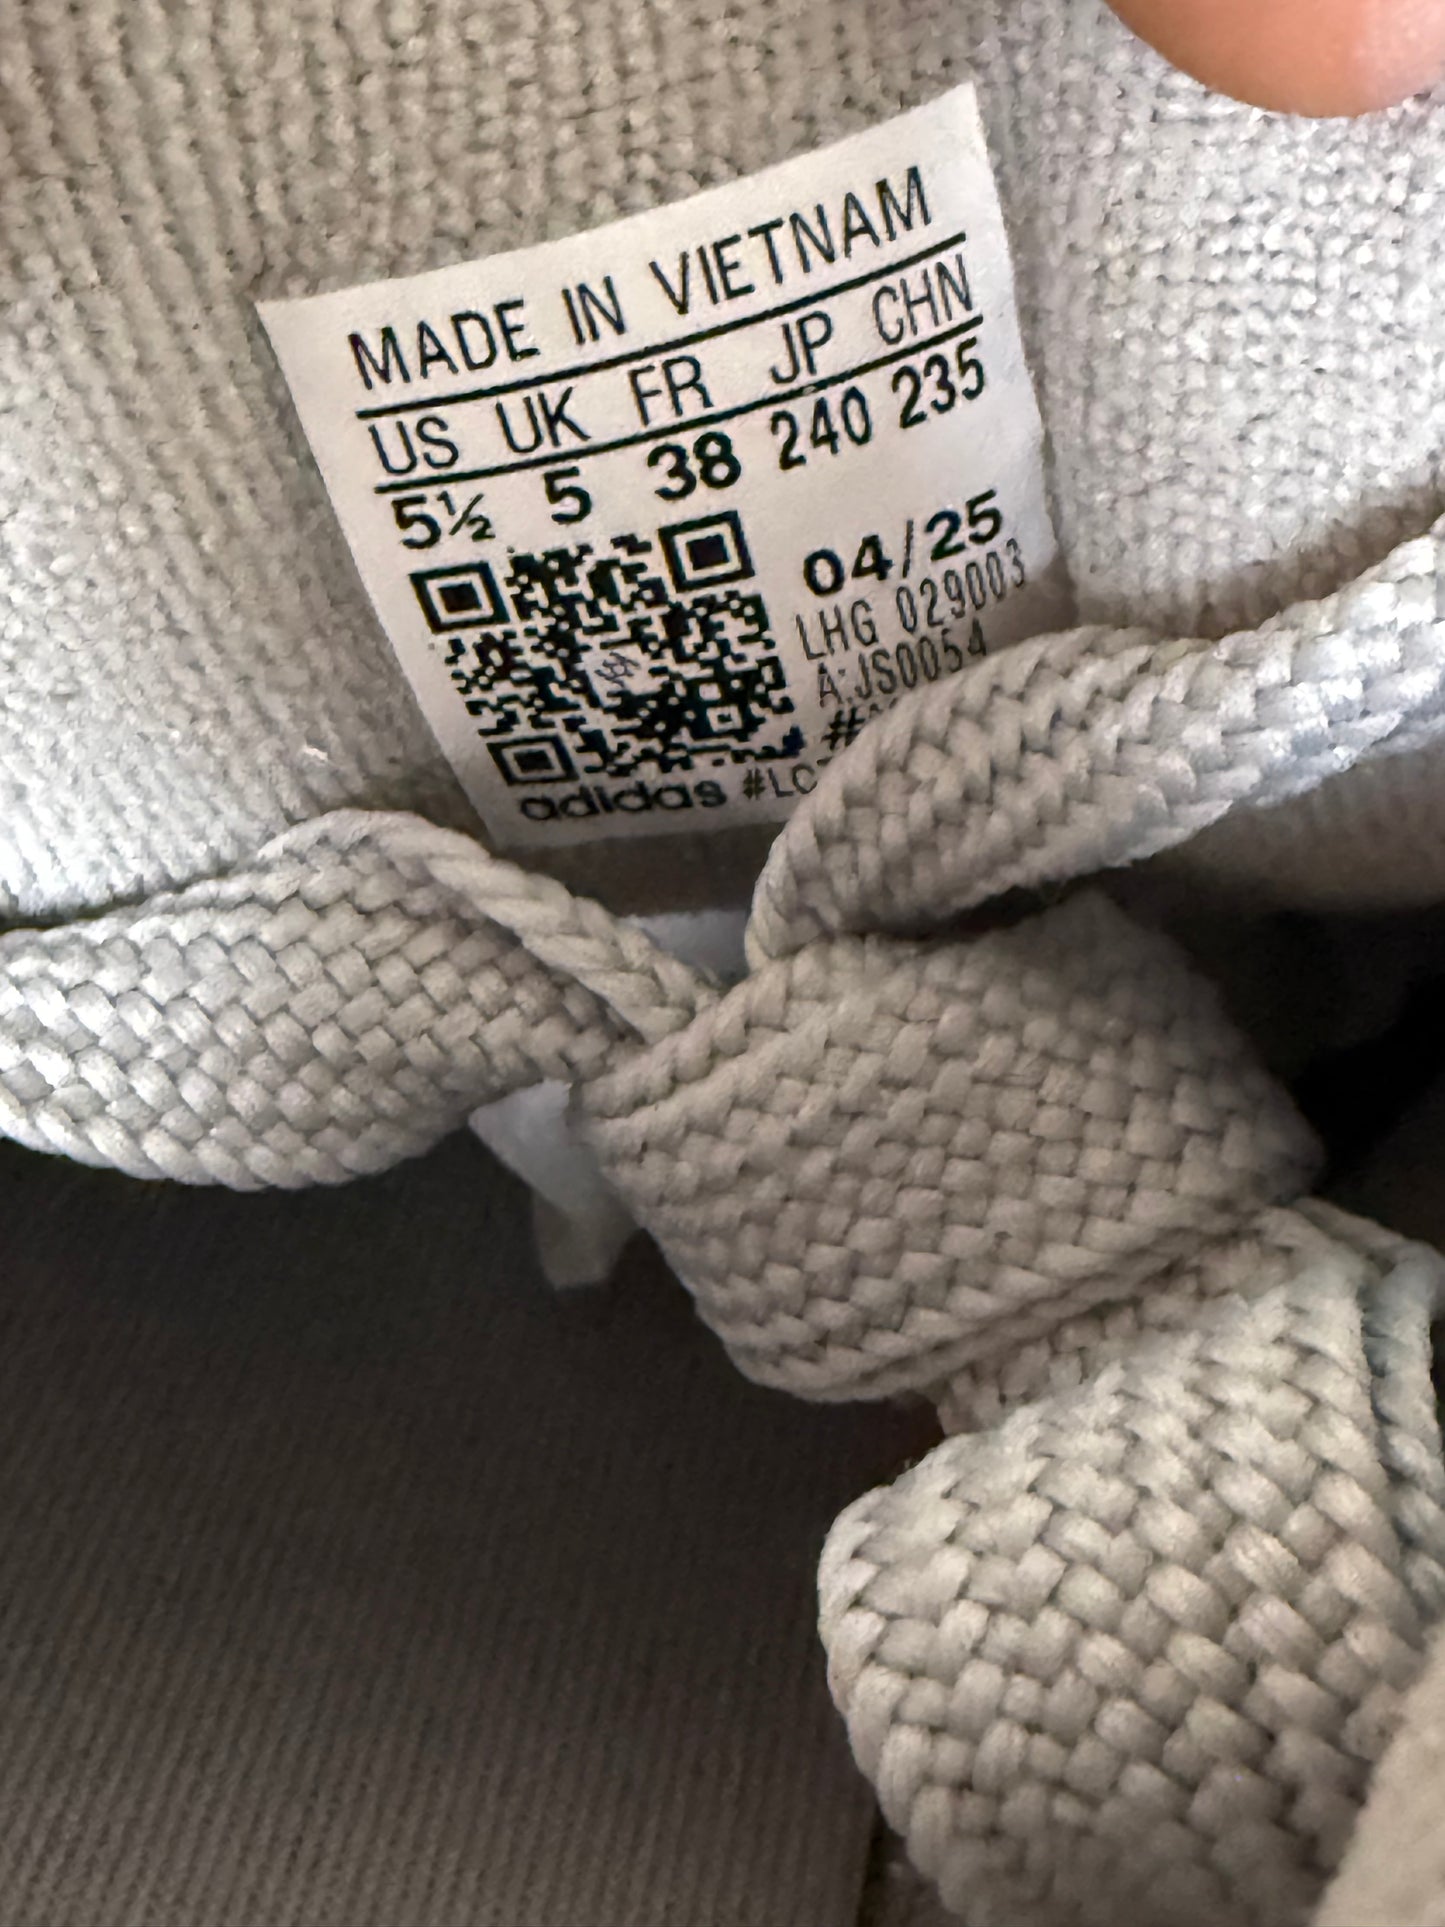 MADE IN VIETNAM
US UK FR JP CHN
5½ 5 38 240 235
04/25
LHG 029003
A:JS0054
adidas